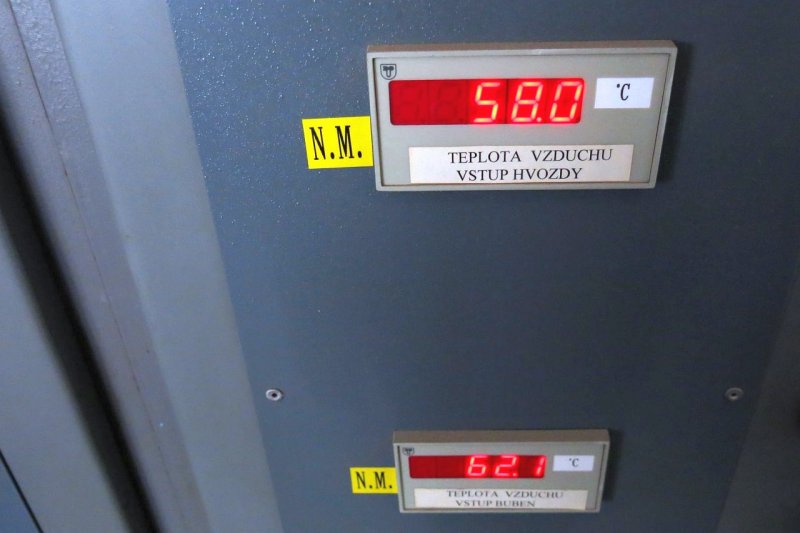 58.0 °C
N.M.
TEPLOTA VZDUCHU
VSTUP HVOZDY
62.1 °C
N.M.
TEPLOTA VZDUCHU
VSTUP BUBEN